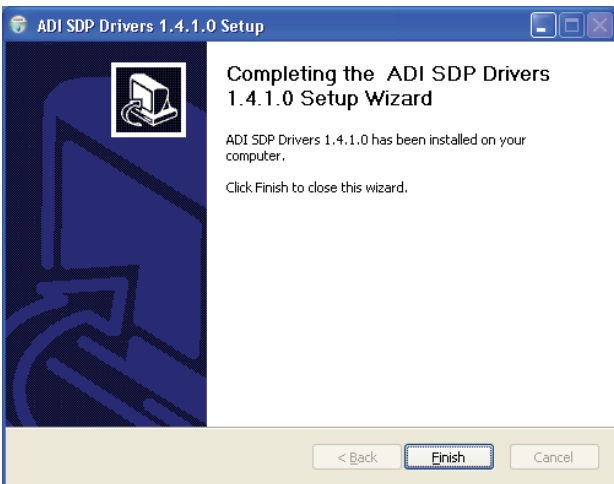 ADI SDP Drivers 1.4.1.0 Setup
Completing the ADI SDP Drivers
1.4.1.0 Setup Wizard
ADI SDP Drivers 1.4.1.0 has been installed on your
computer.
Click Finish to close this wizard.
< Back Finish Cancel